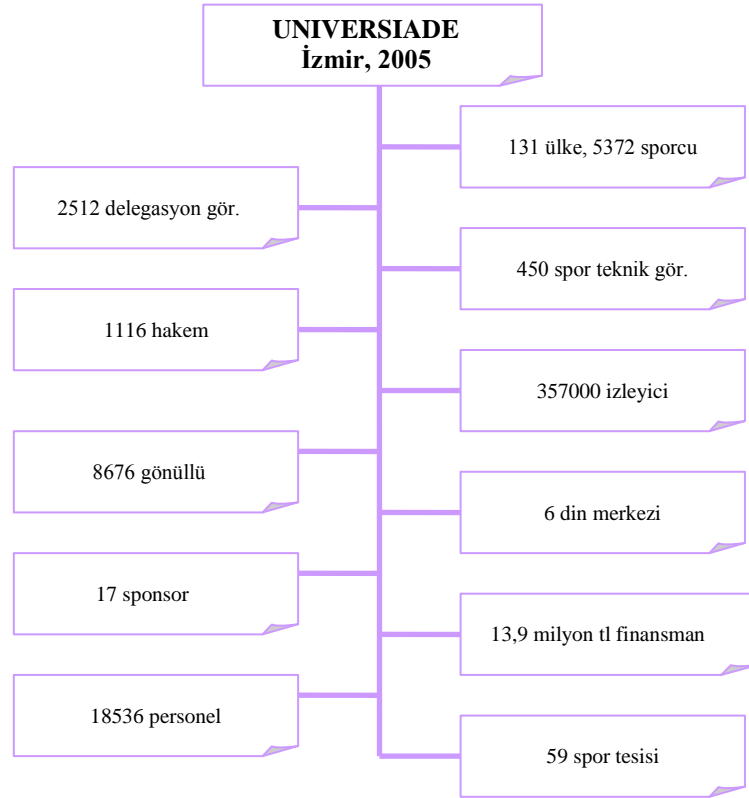 UNIVERSIADE
İzmir, 2005
131 ülke, 5372 sporcu
2512 delegasyon gör.
450 spor teknik gör.
1116 hakem
357000 izleyici
8676 gönüllü
6 din merkezi
17 sponsor
13,9 milyon tl finansman
18536 personel
59 spor tesisi